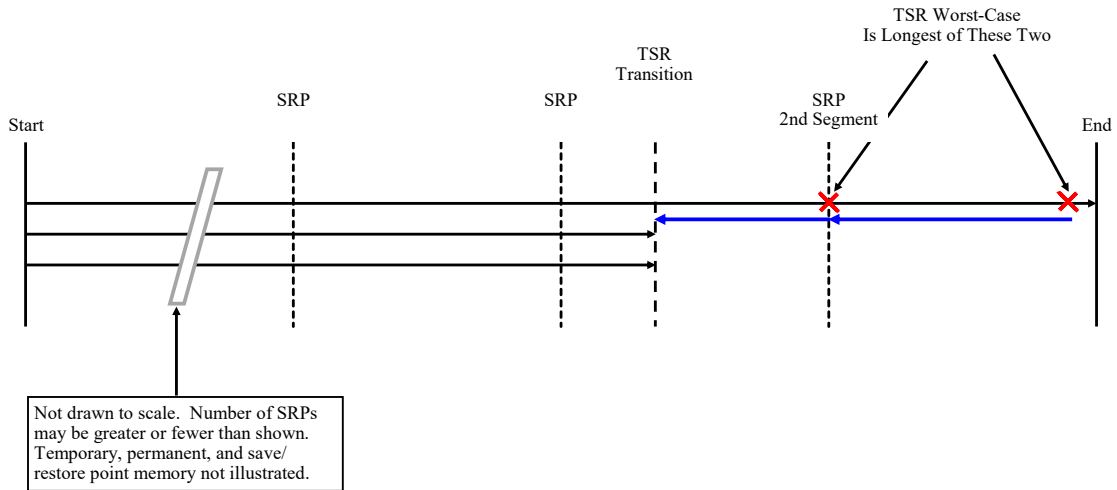 TSR Worst-Case
Is Longest of These Two
TSR
Transition
SRP
SRP
SRP
2nd Segment
Start
End
Not drawn to scale.  Number of SRPs
may be greater or fewer than shown.
Temporary, permanent, and save/
restore point memory not illustrated.